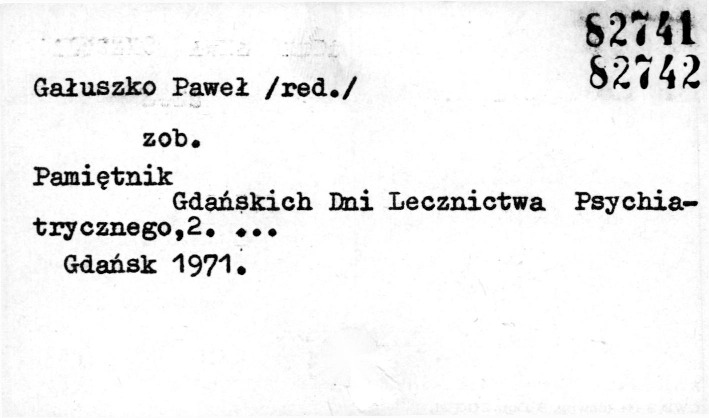 82741
82742
Gałuszko Paweł /red./
zob.
Pamiętnik
Gdańskich Dni Lecznictwa Psychia-
trycznego,2. ...
Gdańsk 1971.